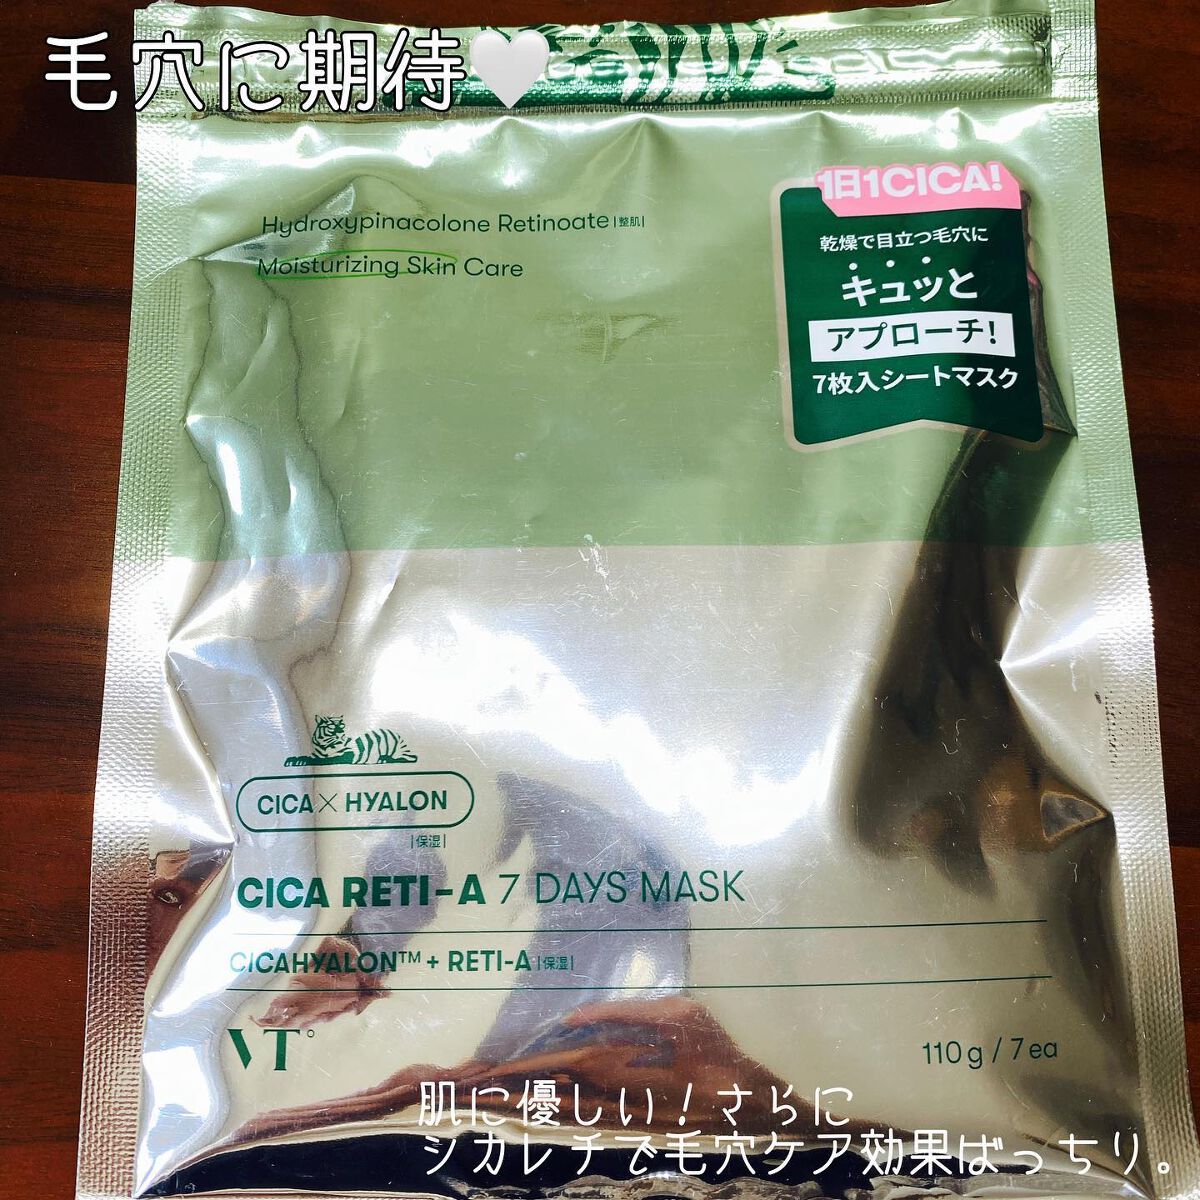 毛穴に期待🤍
Hydroxypinacolone Retinoate |整肌|
Moisturizing Skin Care
1日1CICA!
乾燥で目立つ毛穴に
キュッと
アプローチ!
7枚入シートマスク
CICA×HYALON
|保湿|
CICA RETI-A 7 DAYS MASK
CICAHYALON™ + RETI-A |保湿|
VT°
110g / 7ea
肌に優しい！さらに
シカレチで毛穴ケア効果ばっちり。